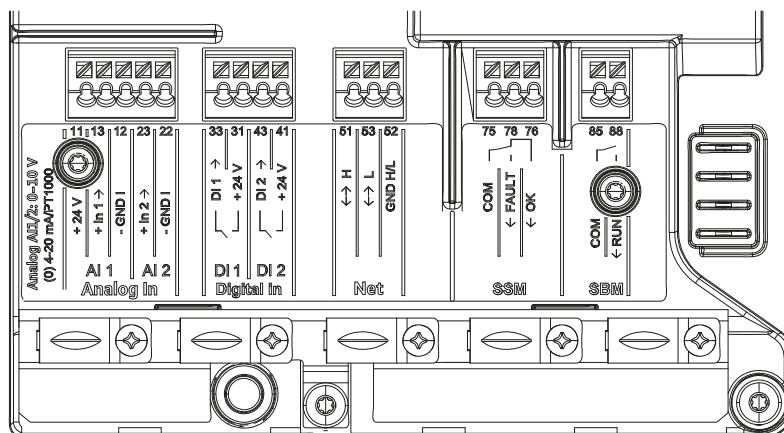 11 13 12 23 22
33 31 43 41
51 53 52
75 78 76
85 88
Analog AI1/2: 0–10 V
(0) 4-20 mA/PT1000
+ 24 V
+ In 1 →
- GND I
+ In 2 →
- GND I
DI 1 →
+ 24 V
DI 2 →
+ 24 V
↔ H
↔ L
GND H/L
COM
← FAULT
← OK
COM
← RUN
AI 1 AI 2
DI 1 DI 2
Analog In
Digital in
Net
SSM
SBM